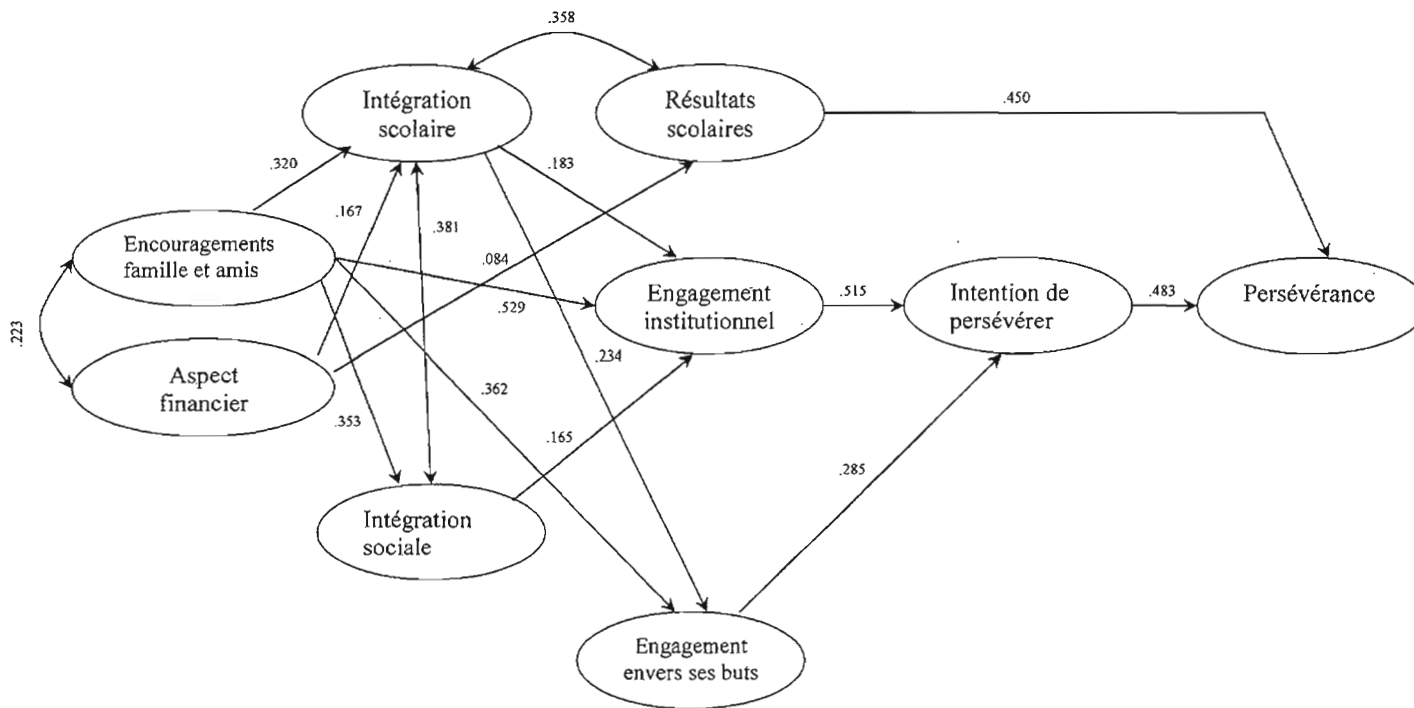 .358
Intégration
scolaire
Résultats
scolaires
.450
.320
.183
.167
.381
Encouragements
famille et amis
.084
Engagement
institutionnel
.515
Intention de
persévérer
.483
Persévérance
.529
.223
.234
Aspect
financier
.362
.353
.165
.285
Intégration
sociale
Engagement
envers ses buts